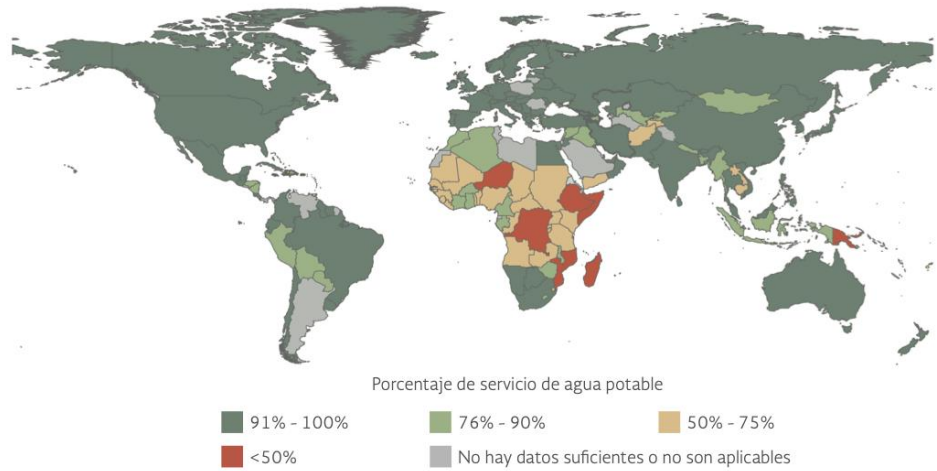 Porcentaje de servicio de agua potable
91% - 100%
76% - 90%
50% - 75%
<50%
No hay datos suficientes o no son aplicables